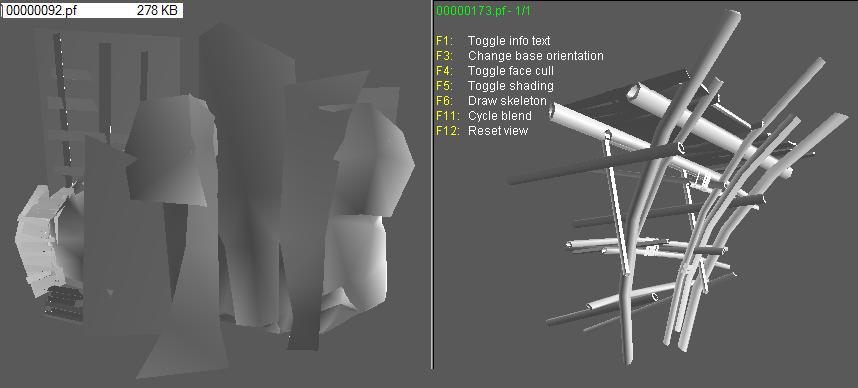 00000092.pf 278 KB
00000173.pf - 1/1
F1: Toggle info text
F3: Change base orientation
F4: Toggle face cull
F5: Toggle shading
F6: Draw skeleton
F11: Cycle blend
F12: Reset view